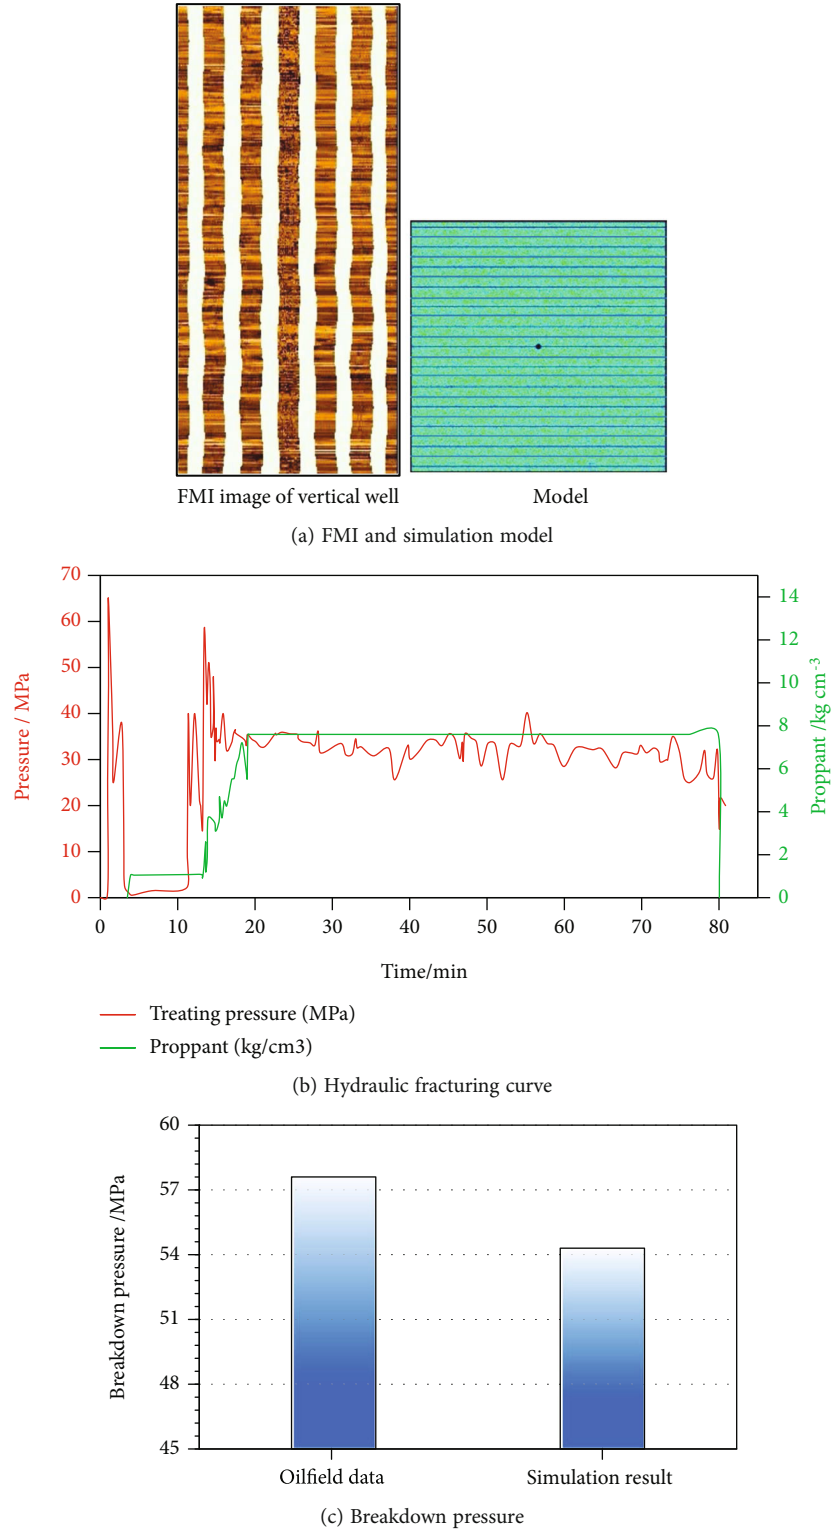 FMI image of vertical well
Model
(a) FMI and simulation model
70
60
50
40
30
20
10
0
Pressure / MPa
14
12
10
8
6
4
2
0
Proppant /kg cm-3
0 10 20 30 40 50 60 70 80
Time/min
Treating pressure (MPa)
Proppant (kg/cm3)
(b) Hydraulic fracturing curve
60
57
54
51
48
45
Breakdown pressure /MPa
Oilfield data
Simulation result
(c) Breakdown pressure